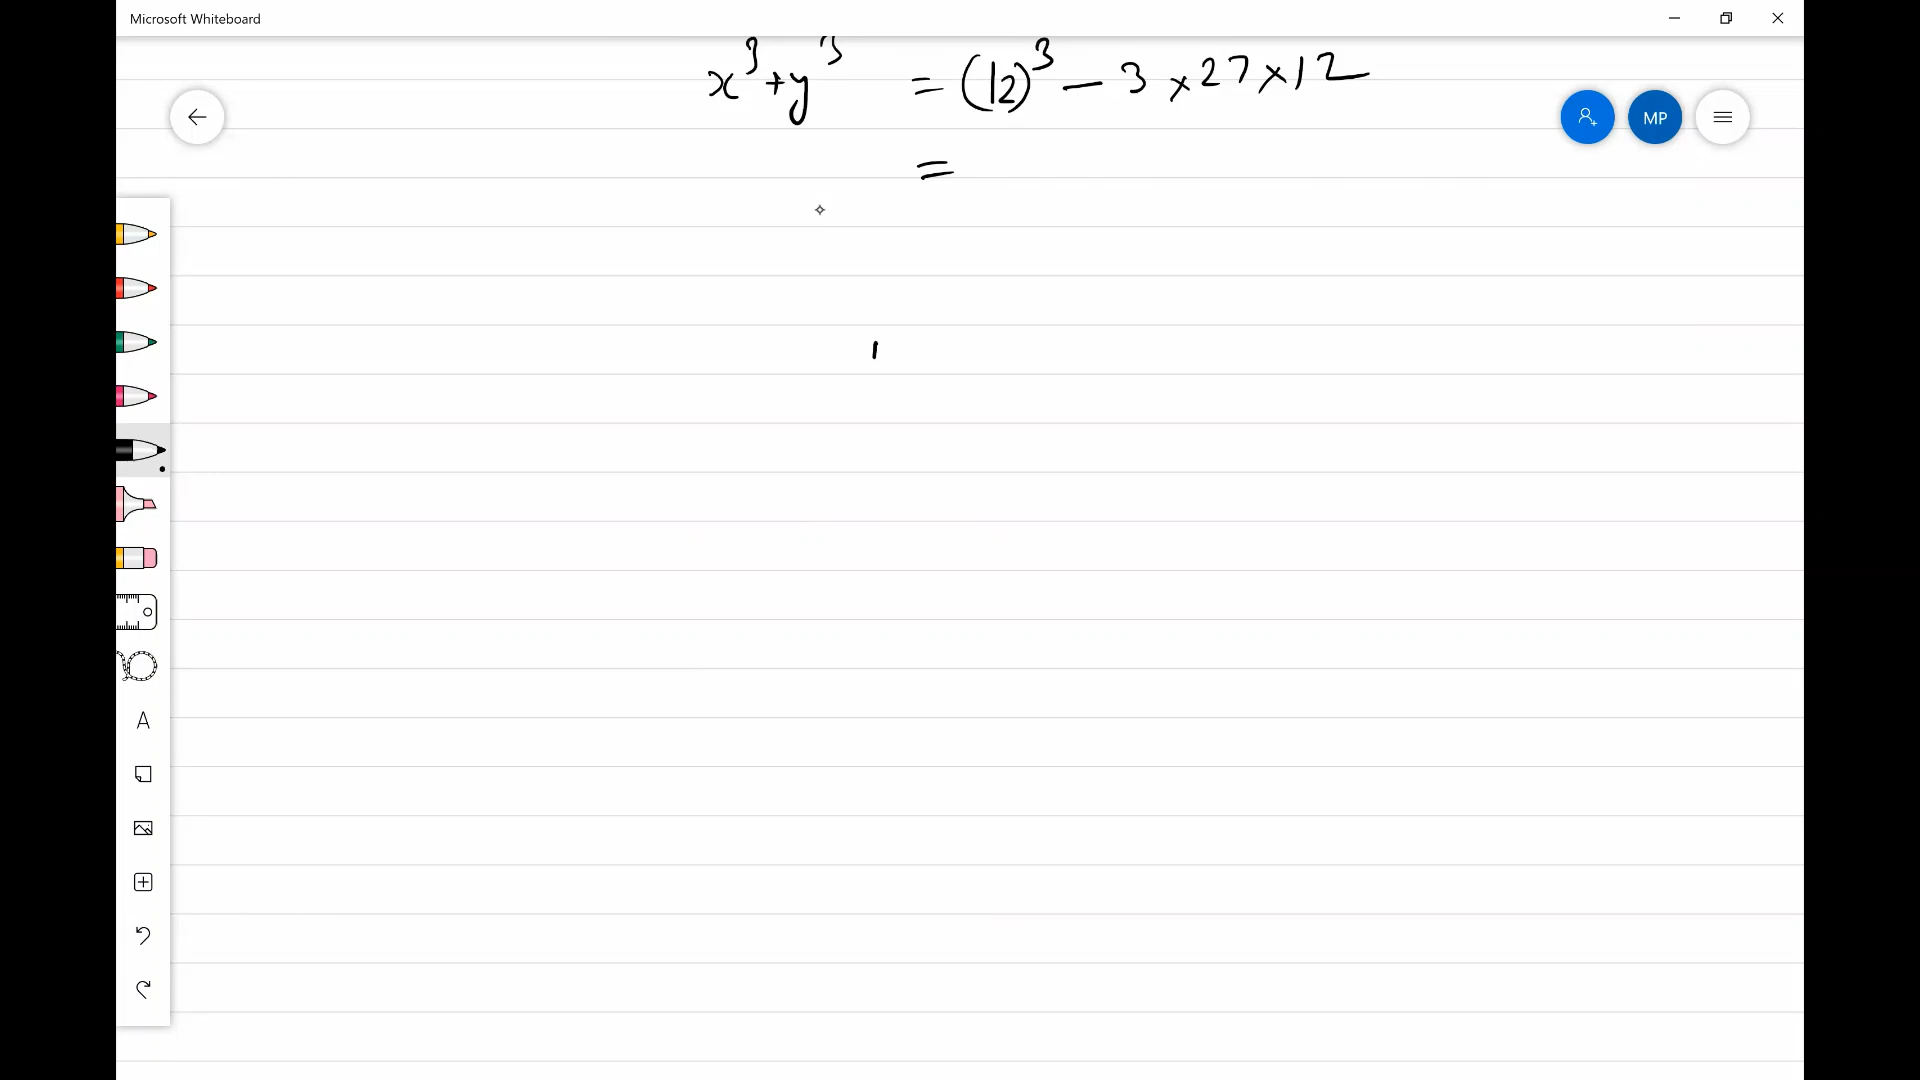 Microsoft Whiteboard
x³+y³ = (12)³ − 3 × 27 × 12
MP
=
ı
A